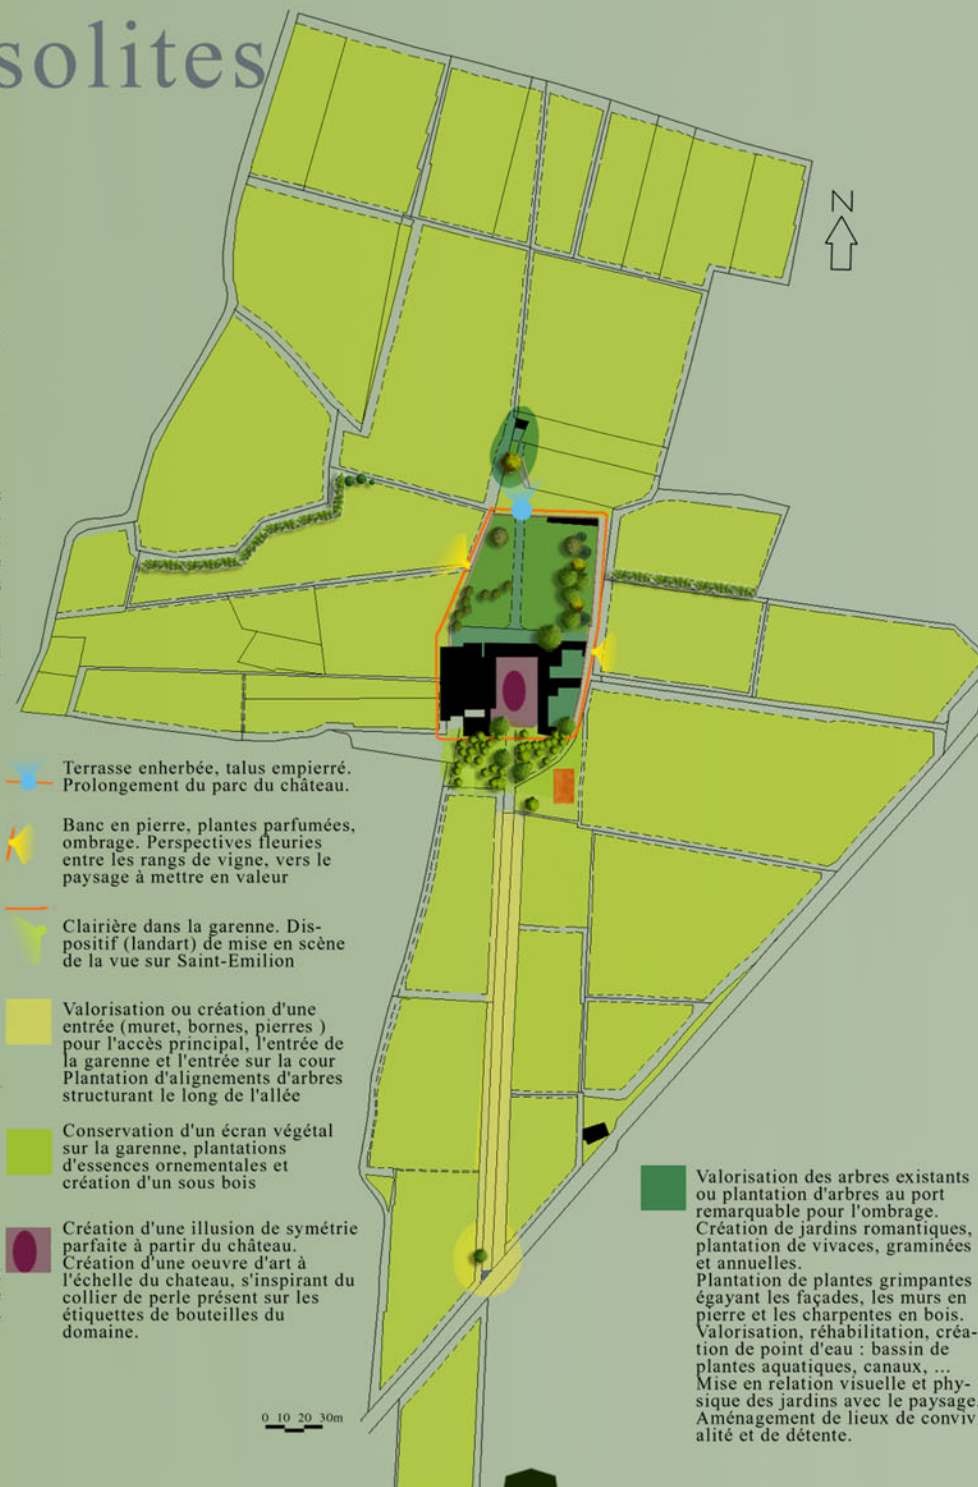 solites
N
Terrasse enherbée, talus empierré.
Prolongement du parc du château.
Banc en pierre, plantes parfumées,
ombrage. Perspectives fleuries
entre les rangs de vigne, vers le
paysage à mettre en valeur
Clairière dans la garenne. Dis-
positif (landart) de mise en scène
de la vue sur Saint-Emilion
Valorisation ou création d'une
entrée (muret, bornes, pierres )
pour l'accès principal, l'entrée de
la garenne et l'entrée sur la cour
Plantation d'alignements d'arbres
structurant le long de l'allée
Conservation d'un écran végétal
sur la garenne, plantations
d'essences ornementales et
création d'un sous bois
Création d'une illusion de symétrie
parfaite à partir du château.
Création d'une oeuvre d'art à
l'échelle du chateau, s'inspirant du
collier de perle présent sur les
étiquettes de bouteilles du
domaine.
0 10 20 30m
Valorisation des arbres existants
ou plantation d'arbres au port
remarquable pour l'ombrage.
Création de jardins romantiques,
plantation de vivaces, graminées
et annuelles.
Plantation de plantes grimpantes
égayant les façades, les murs en
pierre et les charpentes en bois.
Valorisation, réhabilitation, créa-
tion de point d'eau : bassin de
plantes aquatiques, canaux, ...
Mise en relation visuelle et phy-
sique des jardins avec le paysage.
Aménagement de lieux de conviv
alité et de détente.